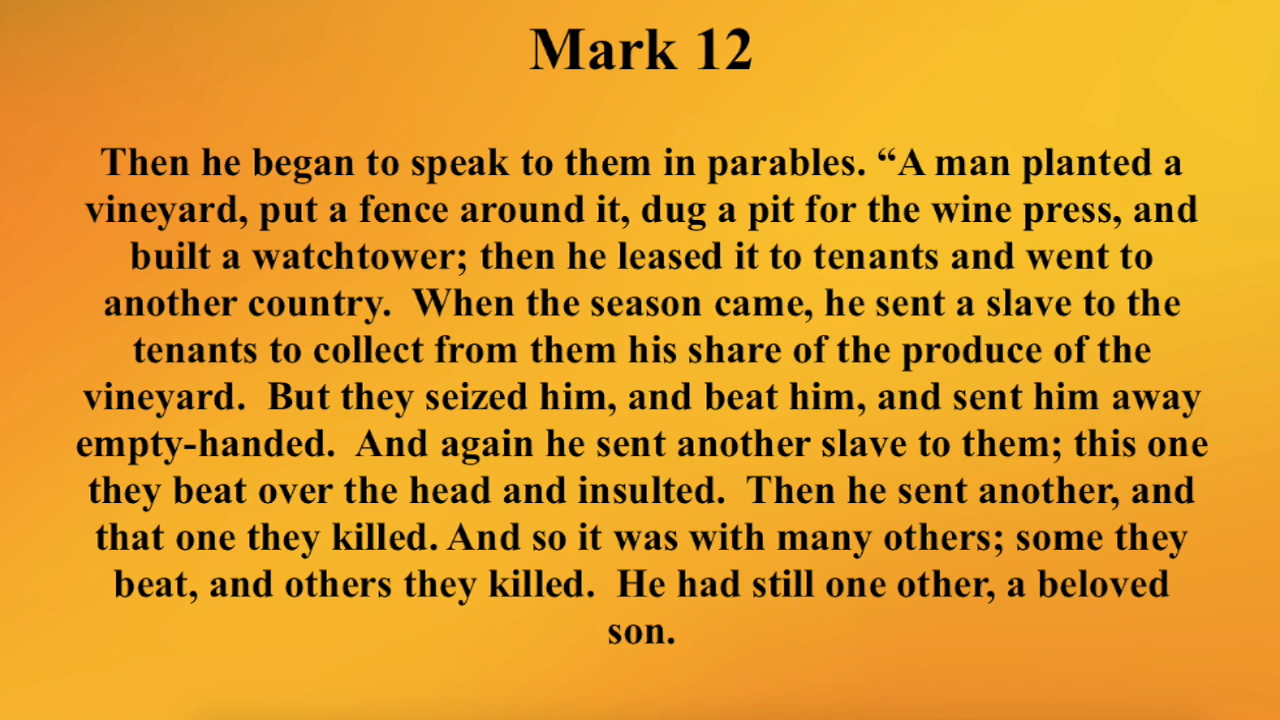 Mark 12
Then he began to speak to them in parables. “A man planted a
vineyard, put a fence around it, dug a pit for the wine press, and
built a watchtower; then he leased it to tenants and went to
another country.  When the season came, he sent a slave to the
tenants to collect from them his share of the produce of the
vineyard.  But they seized him, and beat him, and sent him away
empty-handed.  And again he sent another slave to them; this one
they beat over the head and insulted.  Then he sent another, and
that one they killed. And so it was with many others; some they
beat, and others they killed.  He had still one other, a beloved
son.